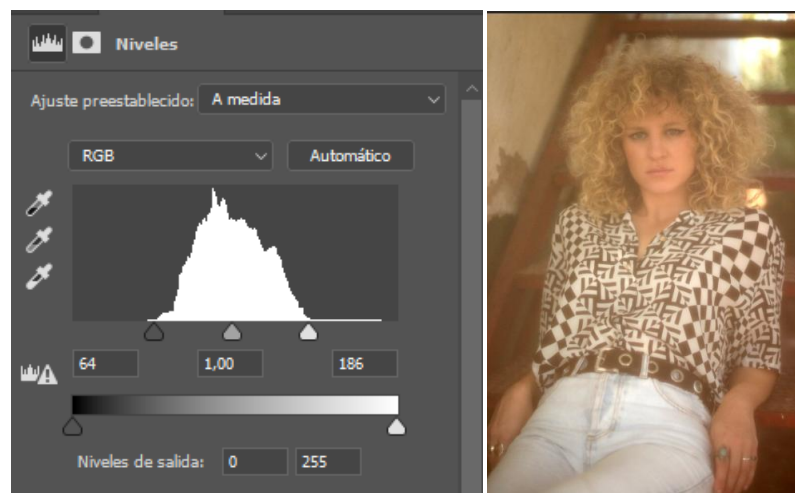 Niveles
Ajuste preestablecido: A medida
RGB Automático
64 1,00 186
Niveles de salida: 0 255